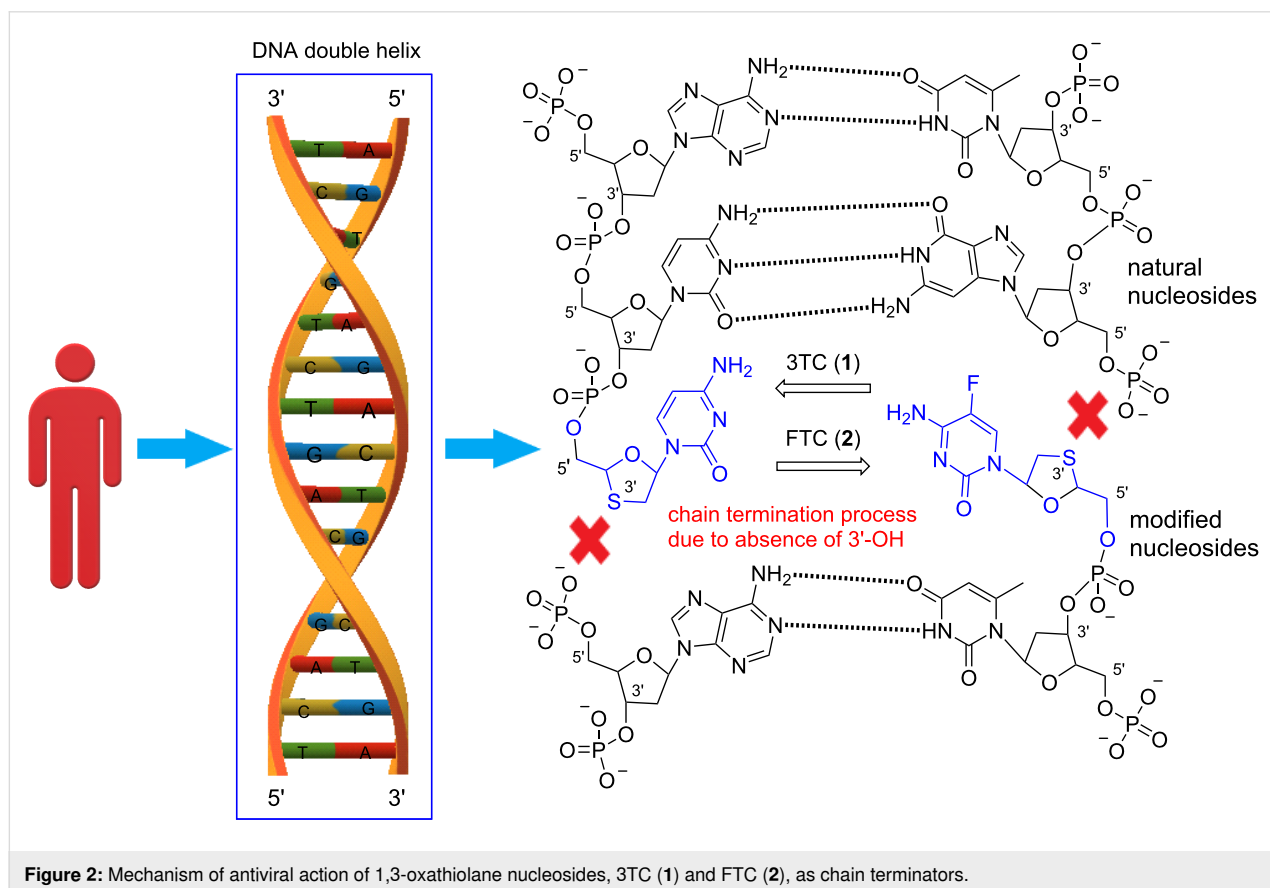 DNA double helix
3' 5'
T A
C G
T
G
T A
C G
T A
G C
A T
C G
G C
A T
C G
T A
5' 3'
O⁻
O=P
⁻O
O
5'
O
3'
N
N
N
N
NH₂
O
HN
N
O
O
3'
5'
O⁻
P=O
O⁻
O
O⁻
O=P
O
O
5'
O
3'
NH₂
N
N
O
O
HN
H₂N
N
N
O
3'
5'
O
O⁻
P
O
O
natural
nucleosides
O⁻
O=P
O
O
5'
O
S
3'
NH₂
N
N
O
3TC (1)
FTC (2)
F
H₂N
N
N
O
S
3'
O
5'
O
O⁻
P
O
⁻O
O
chain termination process
due to absence of 3'-OH
modified
nucleosides
O
P=O
O⁻
O
O⁻
O=P
⁻O
O
5'
O
3'
N
N
N
N
NH₂
O
HN
N
O
O
3'
5'
O
O⁻
O=P
O
O⁻
O
O⁻
P
⁻O
O
Figure 2: Mechanism of antiviral action of 1,3-oxathiolane nucleosides, 3TC (1) and FTC (2), as chain terminators.